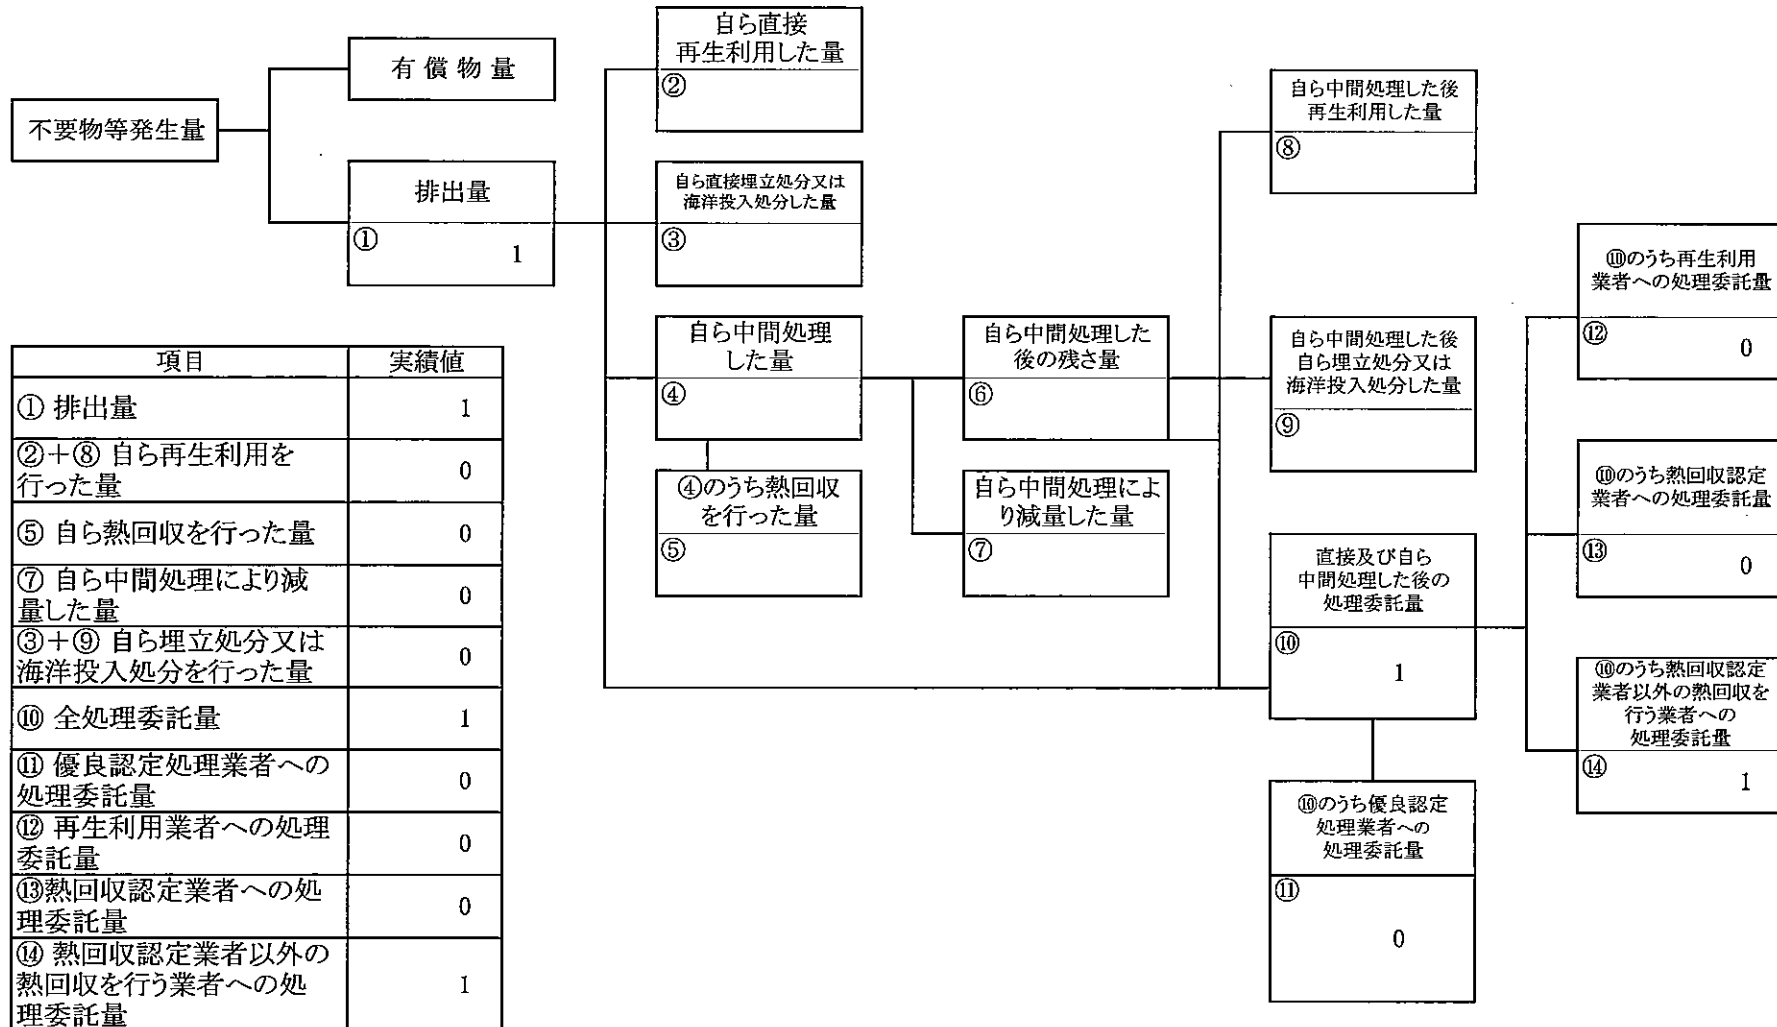 不要物等発生量
有償物量
排出量
①
1
自ら直接
再生利用した量
②
自ら直接埋立処分又は
海洋投入処分した量
③
自ら中間処理
した量
④
④のうち熱回収
を行った量
⑤
自ら中間処理した
後の残さ量
⑥
自ら中間処理によ
り減量した量
⑦
自ら中間処理した後
再生利用した量
⑧
自ら中間処理した後
自ら埋立処分又は
海洋投入処分した量
⑨
直接及び自ら
中間処理した後の
処理委託量
⑩
1
⑩のうち優良認定
処理業者への
処理委託量
⑪
0
⑩のうち再生利用
業者への処理委託量
⑫
0
⑩のうち熱回収認定
業者への処理委託量
⑬
0
⑩のうち熱回収認定
業者以外の熱回収を
行う業者への
処理委託量
⑭
1
項目 実績値
① 排出量 1
②+⑧ 自ら再生利用を
行った量 0
⑤ 自ら熱回収を行った量 0
⑦ 自ら中間処理により減
量した量 0
③+⑨ 自ら埋立処分又は
海洋投入処分を行った量 0
⑩ 全処理委託量 1
⑪ 優良認定処理業者への
処理委託量 0
⑫ 再生利用業者への処理
委託量 0
⑬熱回収認定業者への処
理委託量 0
⑭ 熱回収認定業者以外の
熱回収を行う業者への処
理委託量 1